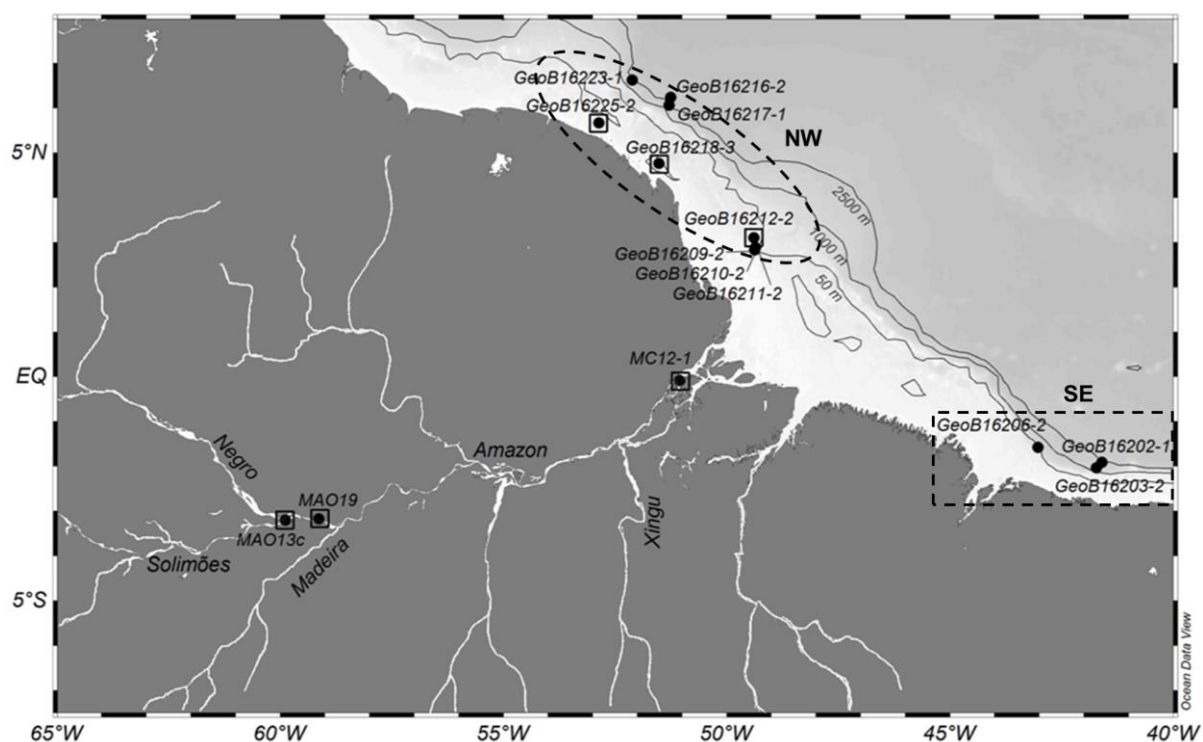 GeoB16223-1
GeoB16216-2
GeoB16225-2
GeoB16217-1
NW
5°N
GeoB16218-3
2500 m
GeoB16212-2
1000 m
GeoB16209-2
GeoB16210-2
50 m
GeoB16211-2
MC12-1
EQ
SE
GeoB16206-2
Amazon
GeoB16202-1
Negro
GeoB16203-2
MAO19
Xingu
MAO13c
Solimões
Madeira
5°S
Ocean Data View
65°W
60°W
55°W
50°W
45°W
40°W